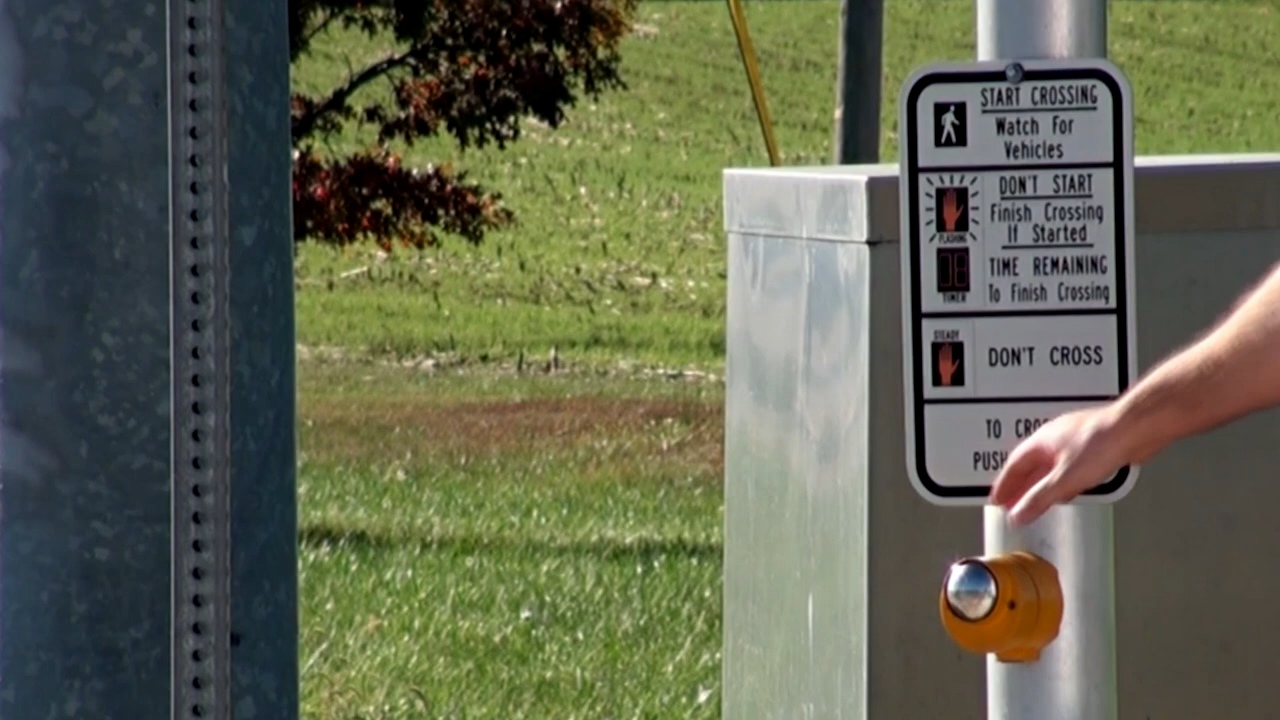 START CROSSING
Watch For
Vehicles
DON'T START
Finish Crossing
If Started
FLASHING
TIME REMAINING
To Finish Crossing
TIMER
STEADY
DON'T CROSS
TO
PUSH